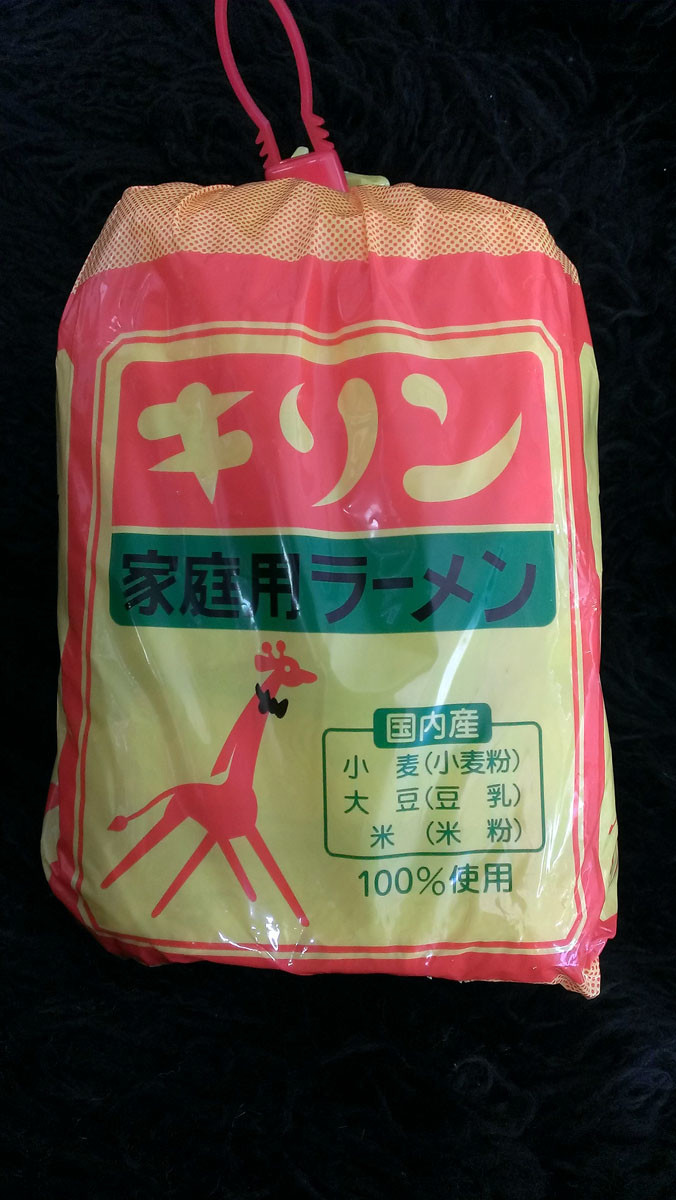 キリン
家庭用ラーメン
国内産
小麦(小麦粉)
大豆(豆乳)
米(米粉)
100%使用